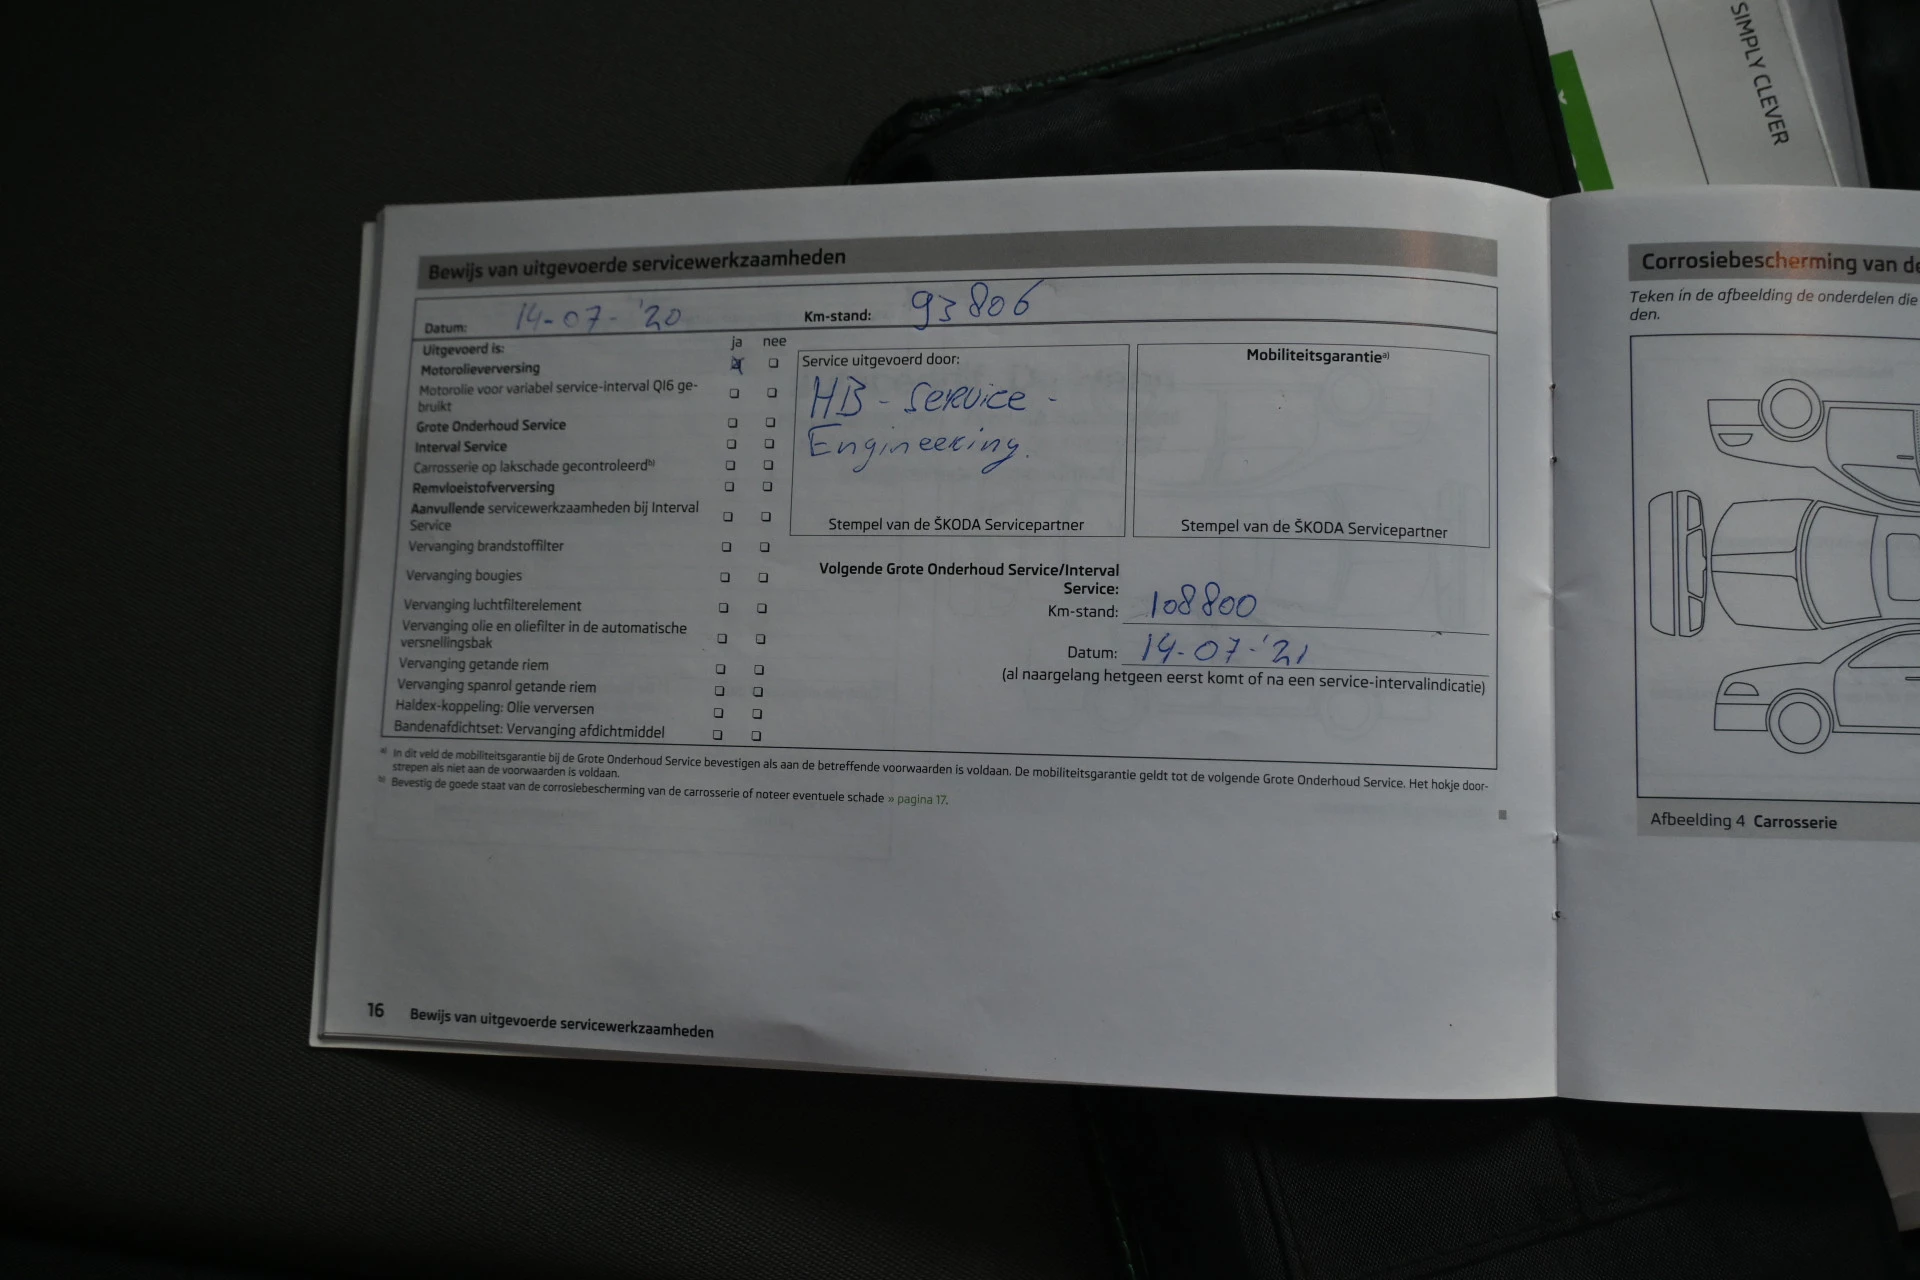 SIMPLY CLEVER
Bewijs van uitgevoerde servicewerkzaamheden
Datum: 14-07-'20 Km-stand: 93806
Uitgevoerd is: ja nee
Motorolieverversing
Motorolie voor variabel service-interval QI6 ge-
bruikt
Grote Onderhoud Service
Interval Service
Carrosserie op lakschade gecontroleerd b)
Remvloeistofverversing
Aanvullende servicewerkzaamheden bij Interval
Service
Vervanging brandstoffilter
Vervanging bougies
Vervanging luchtfilterelement
Vervanging olie en oliefilter in de automatische
versnellingsbak
Vervanging getande riem
Vervanging spanrol getande riem
Haldex-koppeling: Olie verversen
Bandenafdichtset: Vervanging afdichtmiddel
Service uitgevoerd door:
HB - Service -
Engineering.
Stempel van de ŠKODA Servicepartner
Mobiliteitsgarantie a)
Stempel van de ŠKODA Servicepartner
Volgende Grote Onderhoud Service/Interval
Service:
Km-stand: 108800
Datum: 14-07-'21
(al naargelang hetgeen eerst komt of na een service-intervalindicatie)
a) In dit veld de mobiliteitsgarantie bij de Grote Onderhoud Service bevestigen als aan de betreffende voorwaarden is voldaan. De mobiliteitsgarantie geldt tot de volgende Grote Onderhoud Service. Het hokje door-
strepen als niet aan de voorwaarden is voldaan.
b) Bevestig de goede staat van de corrosiebescherming van de carrosserie of noteer eventuele schade » pagina 17.
16 Bewijs van uitgevoerde servicewerkzaamheden
Corrosiebescherming van de
Teken in de afbeelding de onderdelen die
den.
Afbeelding 4 Carrosserie